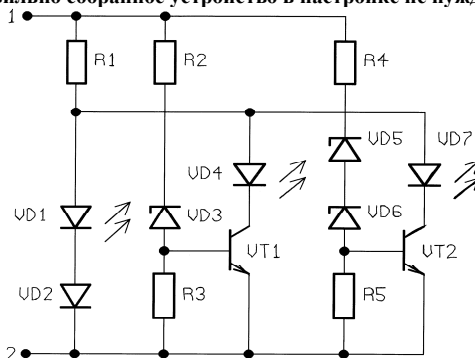 собранное устройство в настройке не
1
R1
R2
R4
VD5
VD7
VD4
VD1
VD3
VD6
VT1
VT2
VD2
R3
R5
2